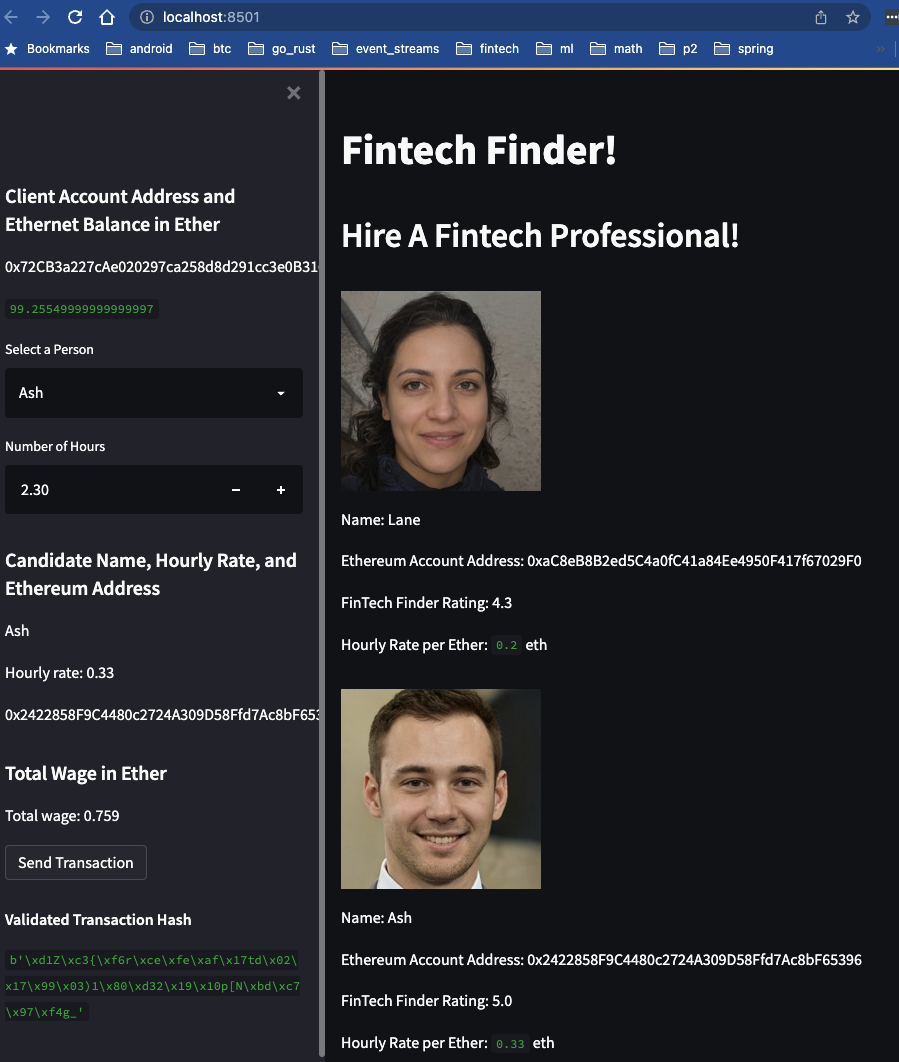 localhost:8501
Bookmarks android btc go_rust event_streams fintech ml math p2 spring
Client Account Address and
Ethernet Balance in Ether
0x72CB3a227cAe020297ca258d8d291cc3e0B31
99.25549999999999997
Select a Person
Ash
Number of Hours
2.30
Candidate Name, Hourly Rate, and
Ethereum Address
Ash
Hourly rate: 0.33
0x2422858F9C4480c2724A309D58Ffd7Ac8bF653
Total Wage in Ether
Total wage: 0.759
Send Transaction
Validated Transaction Hash
b'\xd1Z\xc3{\xf6r\xce\xfe\xaf\x17td\x02\
x17\x99\x03)1\x80\xd32\x19\x10p[N\xbd\xc7
\x97\xf4g_'
Fintech Finder!
Hire A Fintech Professional!
Name: Lane
Ethereum Account Address: 0xaC8eB8B2ed5C4a0fC41a84Ee4950F417f67029F0
FinTech Finder Rating: 4.3
Hourly Rate per Ether: 0.2 eth
Name: Ash
Ethereum Account Address: 0x2422858F9C4480c2724A309D58Ffd7Ac8bF65396
FinTech Finder Rating: 5.0
Hourly Rate per Ether: 0.33 eth